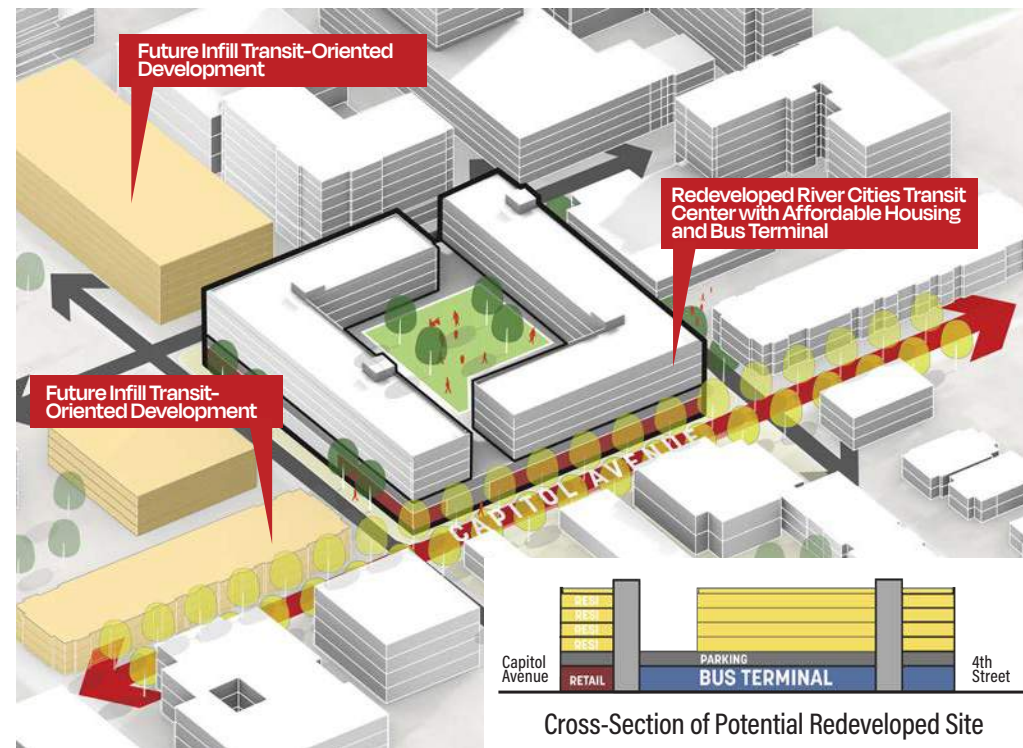 Future Infill Transit-Oriented
Development
Redeveloped River Cities Transit
Center with Affordable Housing
and Bus Terminal
Future Infill Transit-
Oriented Development
CAPITOL AVENUE
RESI
RESI
RESI
RESI
PARKING
Capitol
Avenue
RETAIL
BUS TERMINAL
4th
Street
Cross-Section of Potential Redeveloped Site